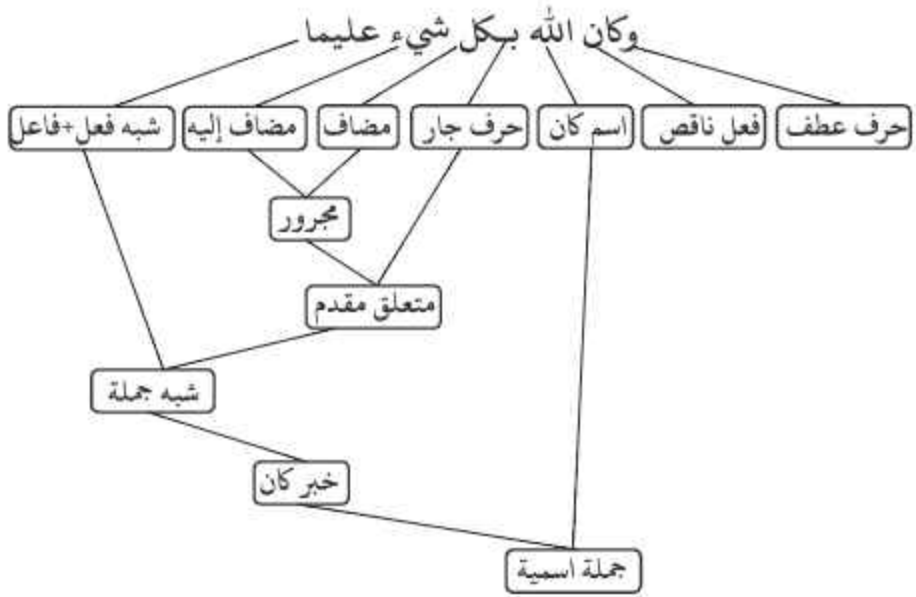 وكان الله بكل شيء عليما
حرف عطف فعل ناقص اسم كان حرف جار مضاف مضاف إليه شبه فعل+فاعل
مجرور
متعلق مقدم
شبه جملة
خبر كان
جملة اسمية